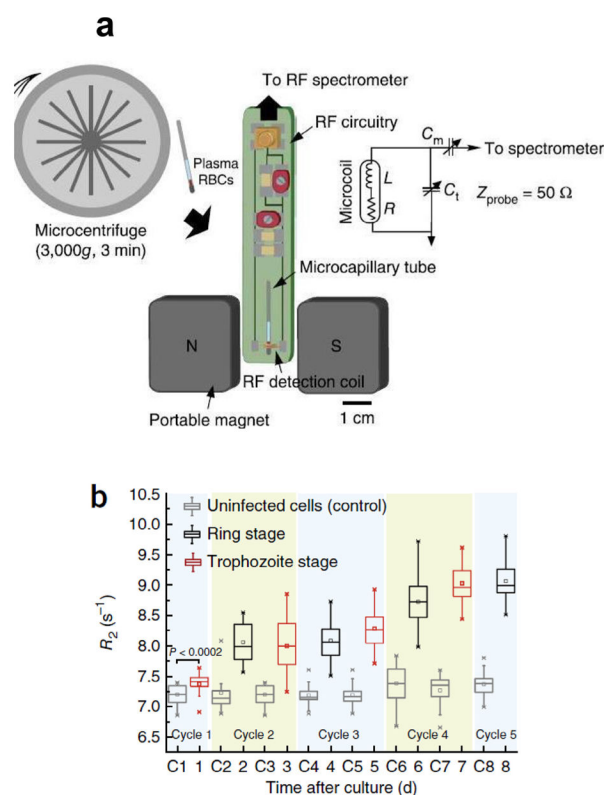 a
To RF spectrometer
RF circuitry
Plasma
RBCs
Microcentrifuge
(3,000g, 3 min)
Microcoil
L
R
Cm
Ct
To spectrometer
Zprobe = 50 Ω
Microcapillary tube
N
S
RF detection coil
Portable magnet
1 cm
b
10.5
10.0
9.5
9.0
8.5
8.0
7.5
7.0
6.5
R2 (s−1)
Uninfected cells (control)
Ring stage
Trophozoite stage
P < 0.0002
Cycle 1 Cycle 2 Cycle 3 Cycle 4 Cycle 5
C1 1 C2 2 C3 3 C4 4 C5 5 C6 6 C7 7 C8 8
Time after culture (d)